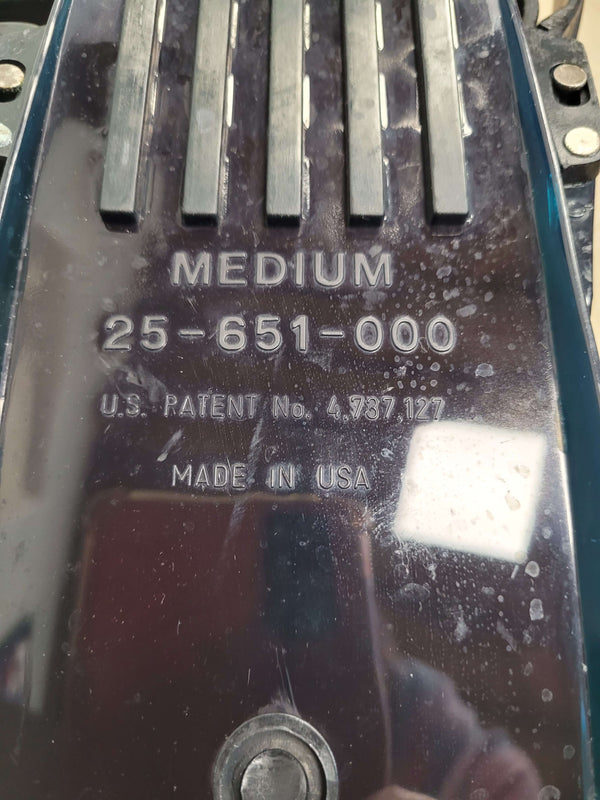 MEDIUM
25-651-000
U.S. PATENT No. 4,737,127
MADE IN USA